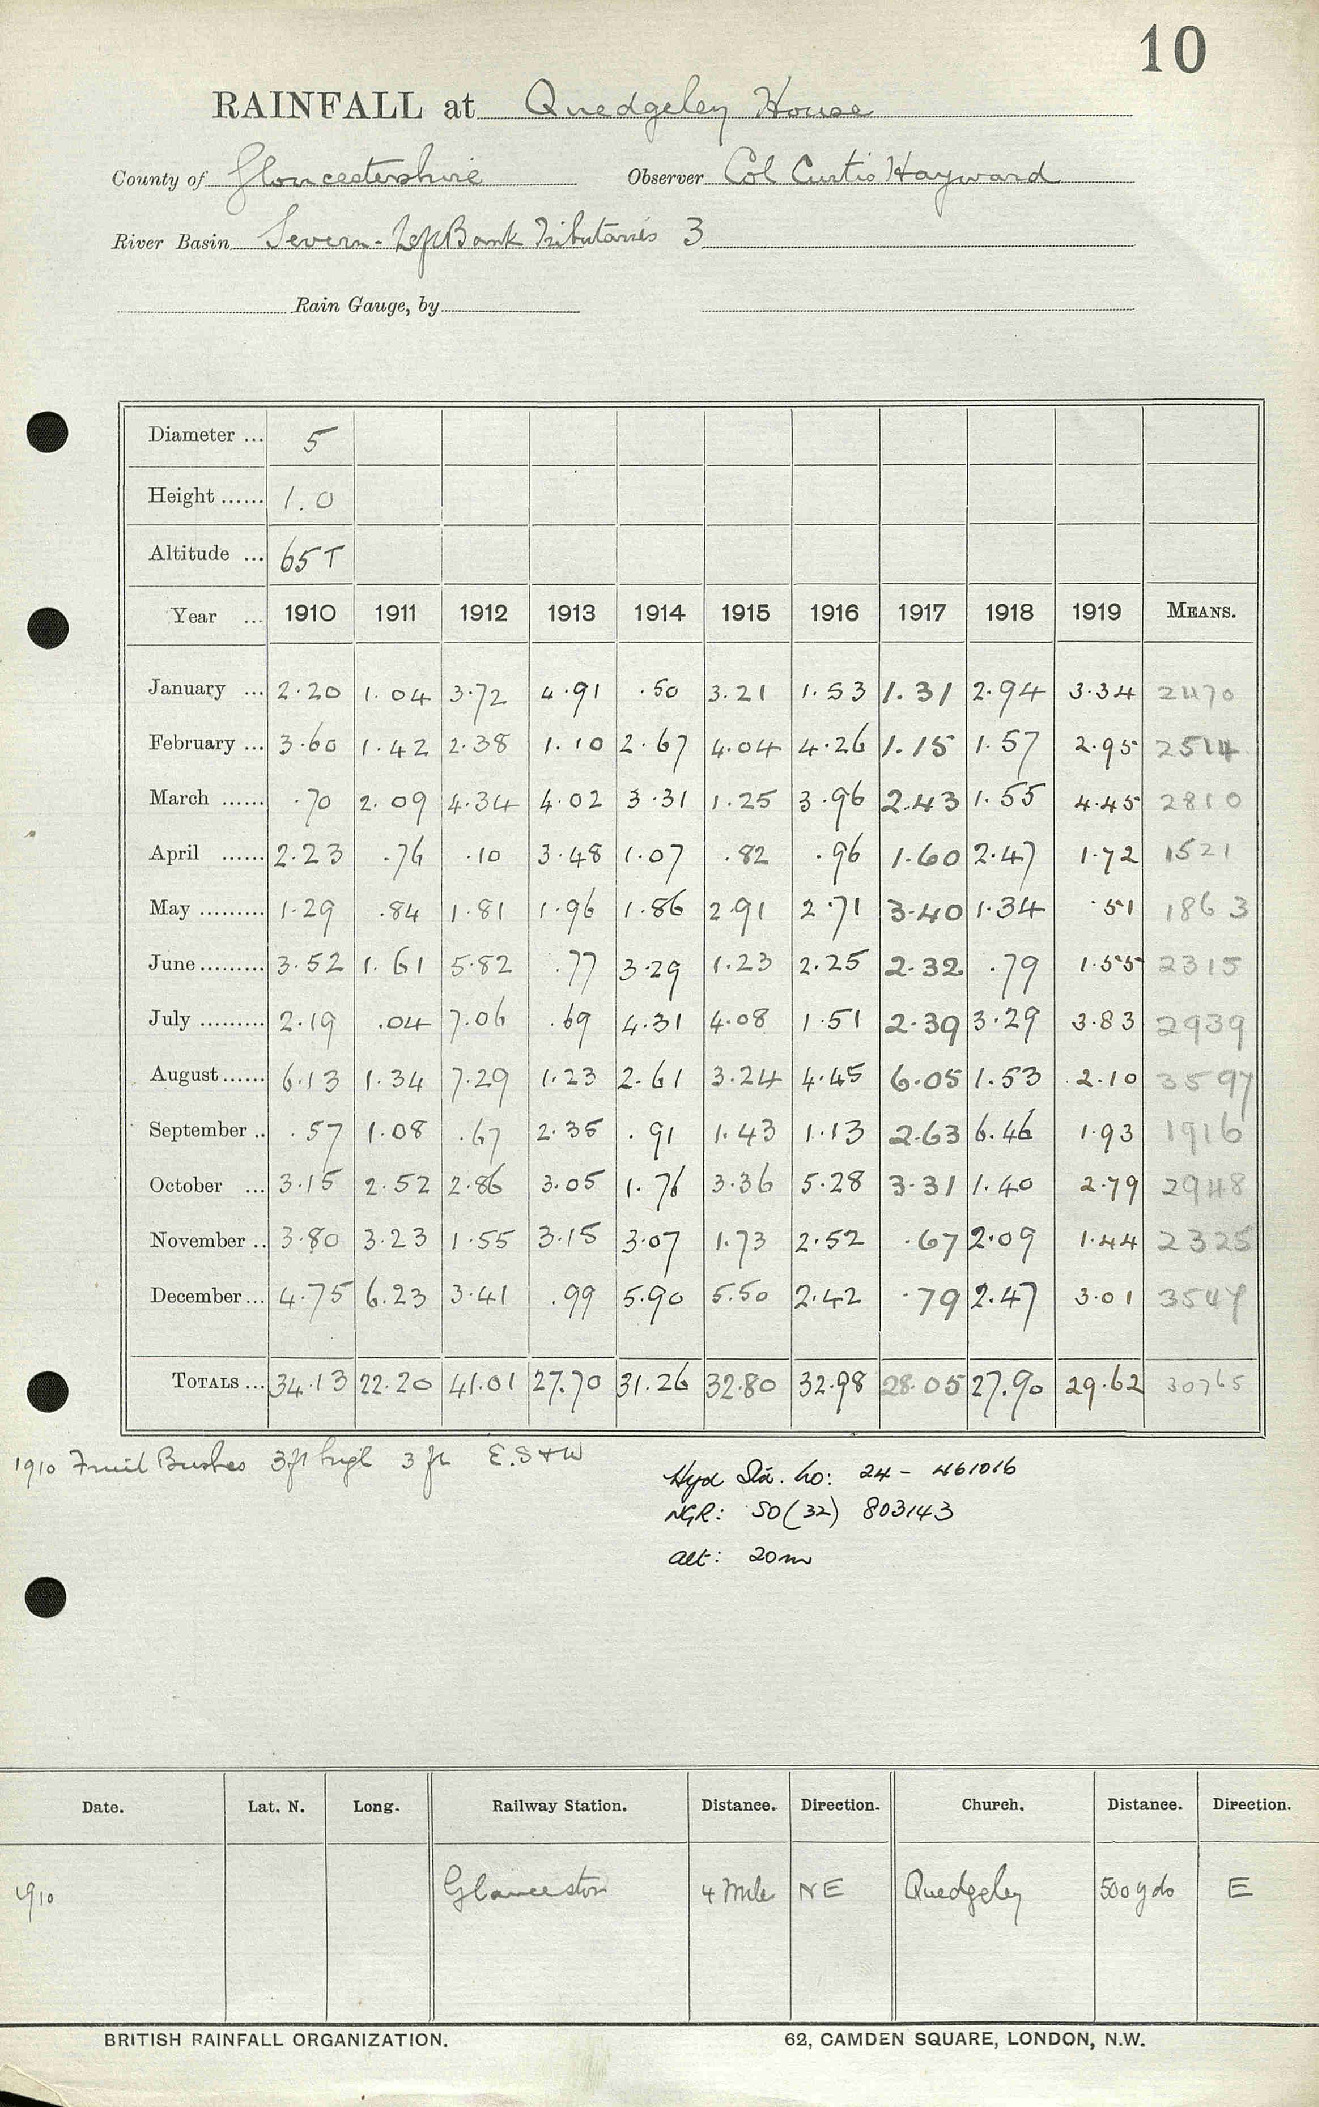 10
RAINFALL at Quedgeley House
County of Gloucestershire Observer Col Curtis Hayward
River Basin Severn - Left Bank Tributaries 3
Rain Gauge, by
Diameter ... 5
Height ...... 1.0
Altitude ... 65 T
Year ... 1910 1911 1912 1913 1914 1915 1916 1917 1918 1919 MEANS.
January ... 2.20 1.04 3.72 4.91 .50 3.21 1.53 1.31 2.94 3.34 2470
February ... 3.60 1.42 2.38 1.10 2.67 4.04 4.26 1.15 1.57 2.95 2514
March ...... .70 2.09 4.34 4.02 3.31 1.25 3.96 2.43 1.55 4.45 2810
April ...... 2.23 .76 .10 3.48 1.07 .82 .96 1.60 2.47 1.72 1521
May ......... 1.29 .84 1.81 1.96 1.86 2.91 2.71 3.40 1.34 .51 1863
June ......... 3.52 1.61 5.82 .77 3.29 1.23 2.25 2.32 .79 1.55 2315
July ......... 2.19 .04 7.06 .69 4.31 4.08 1.51 2.39 3.29 3.83 2939
August ...... 6.13 1.34 7.29 1.23 2.61 3.24 4.45 6.05 1.53 2.10 3597
September .. .57 1.08 .67 2.35 .91 1.43 1.13 2.63 6.46 1.93 1916
October ... 3.15 2.52 2.86 3.05 1.76 3.36 5.28 3.31 1.40 2.79 2948
November .. 3.80 3.23 1.55 3.15 3.07 1.73 2.52 .67 2.09 1.44 2325
December ... 4.75 6.23 3.41 .99 5.90 5.50 2.42 .79 2.47 3.01 3547
TOTALS ... 34.13 22.20 41.01 27.70 31.26 32.80 32.98 28.05 27.90 29.62 30765
1910 Fruit Bushes 3ft high 3 ft E.S + W
Hyd Sta. no: 24 - 461016
NGR: SO (32) 803143
alt: 20m
Date. Lat. N. Long. Railway Station. Distance. Direction. Church. Distance. Direction.
1910 Gloucester 4 Mile NE Quedgeley 500 yds E
BRITISH RAINFALL ORGANIZATION. 62, CAMDEN SQUARE, LONDON, N.W.